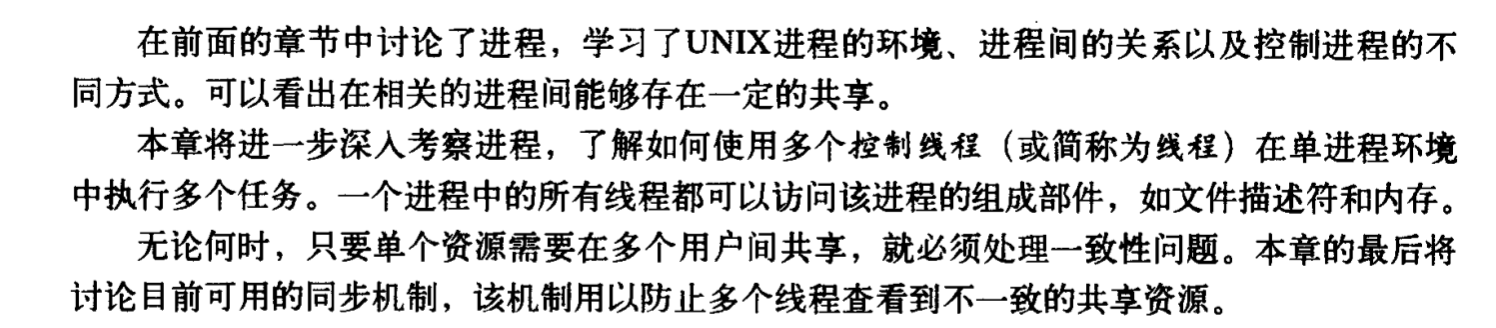 在前面的章节中讨论了进程，学习了UNIX进程的环境、进程间的关系以及控制进程的不
同方式。可以看出在相关的进程间能够存在一定的共享。
本章将进一步深入考察进程，了解如何使用多个控制线程（或简称为线程）在单进程环境
中执行多个任务。一个进程中的所有线程都可以访问该进程的组成部件，如文件描述符和内存。
无论何时，只要单个资源需要在多个用户间共享，就必须处理一致性问题。本章的最后将
讨论目前可用的同步机制，该机制用以防止多个线程查看到不一致的共享资源。